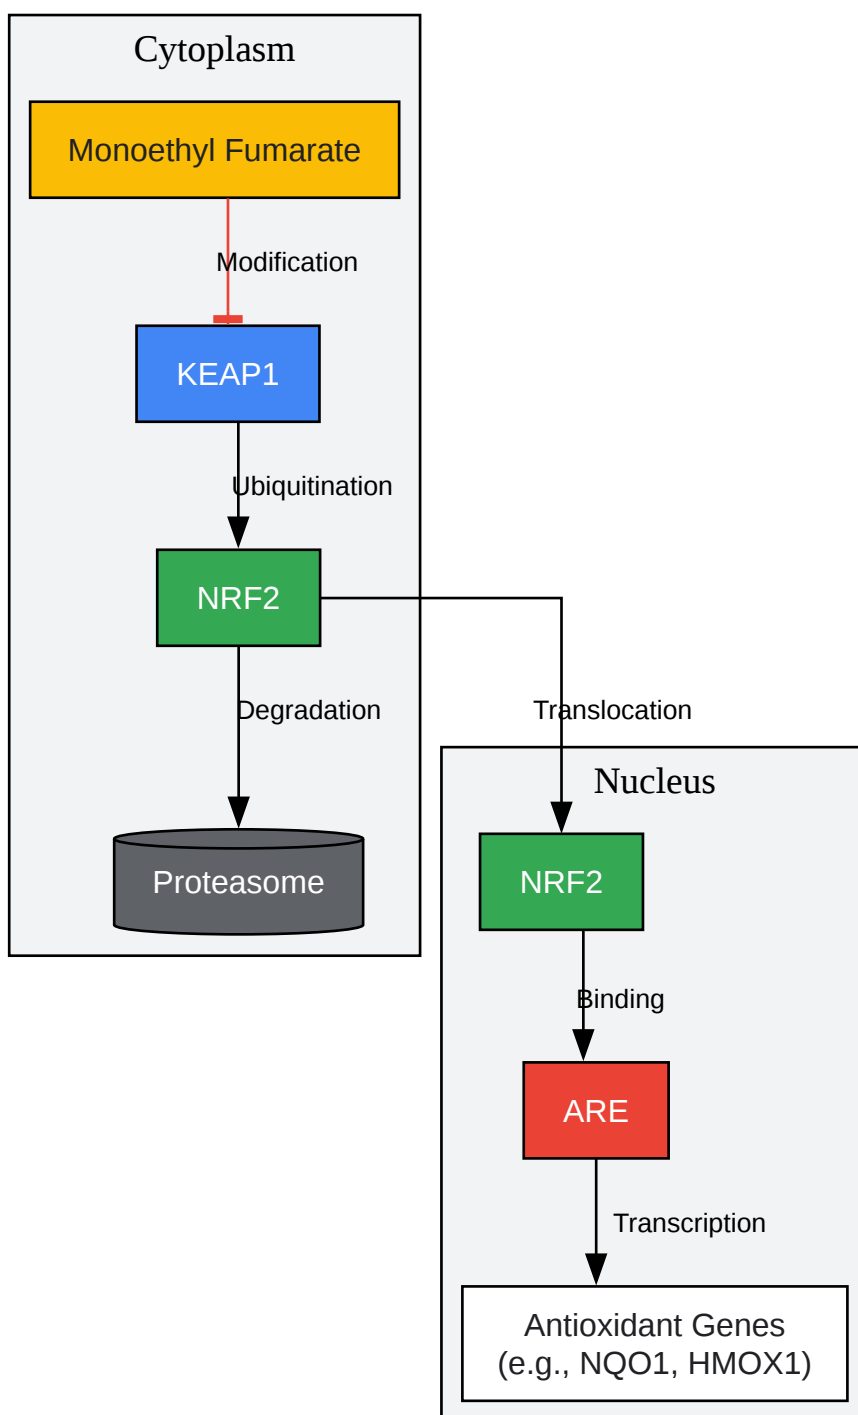 Cytoplasm
Monoethyl Fumarate
Modification
KEAP1
Ubiquitination
NRF2
Degradation
Translocation
Proteasome
Nucleus
NRF2
Binding
ARE
Transcription
Antioxidant Genes
(e.g., NQO1, HMOX1)